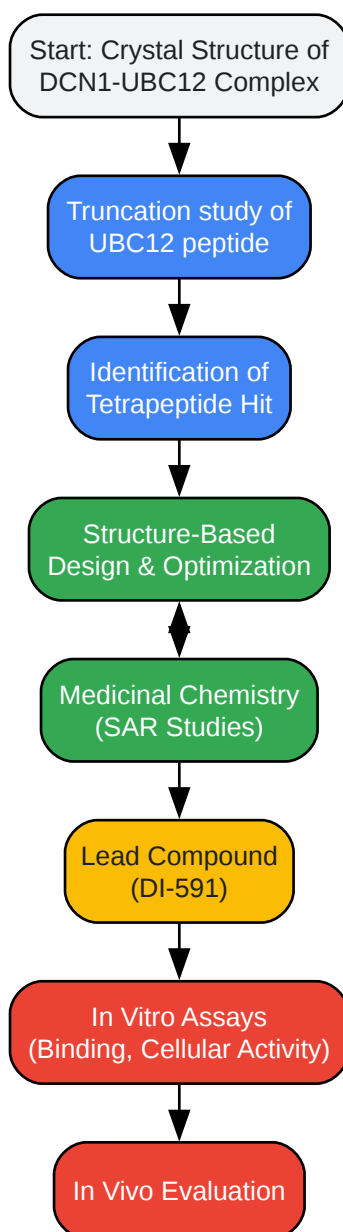 Start: Crystal Structure of
DCN1-UBC12 Complex
Truncation study of
UBC12 peptide
Identification of
Tetrapeptide Hit
Structure-Based
Design & Optimization
Medicinal Chemistry
(SAR Studies)
Lead Compound
(DI-591)
In Vitro Assays
(Binding, Cellular Activity)
In Vivo Evaluation